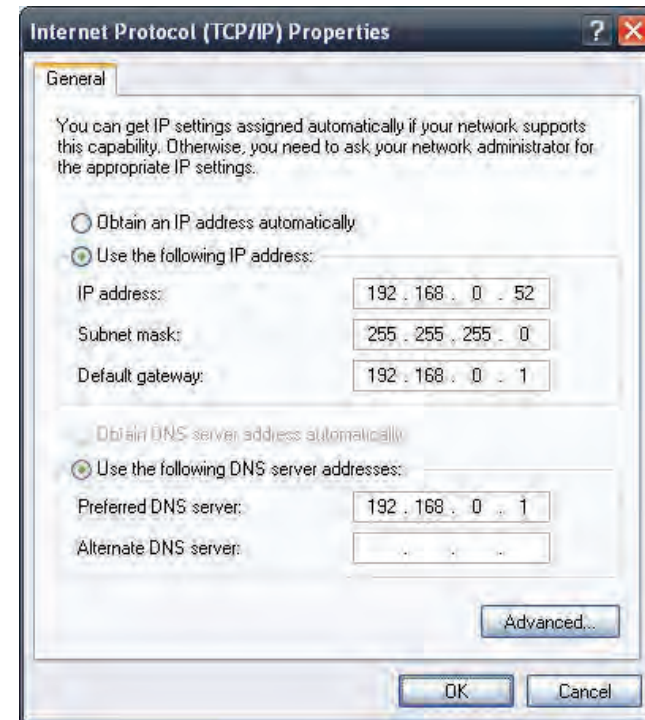 Internet Protocol (TCP/IP) Properties
General
You can get IP settings assigned automatically if your network supports
this capability. Otherwise, you need to ask your network administrator for
the appropriate IP settings.
Obtain an IP address automatically
Use the following IP address:
IP address: 192 . 168 . 0 . 52
Subnet mask: 255 . 255 . 255 . 0
Default gateway: 192 . 168 . 0 . 1
Obtain DNS server address automatically
Use the following DNS server addresses:
Preferred DNS server: 192 . 168 . 0 . 1
Alternate DNS server: . . .
Advanced...
OK Cancel